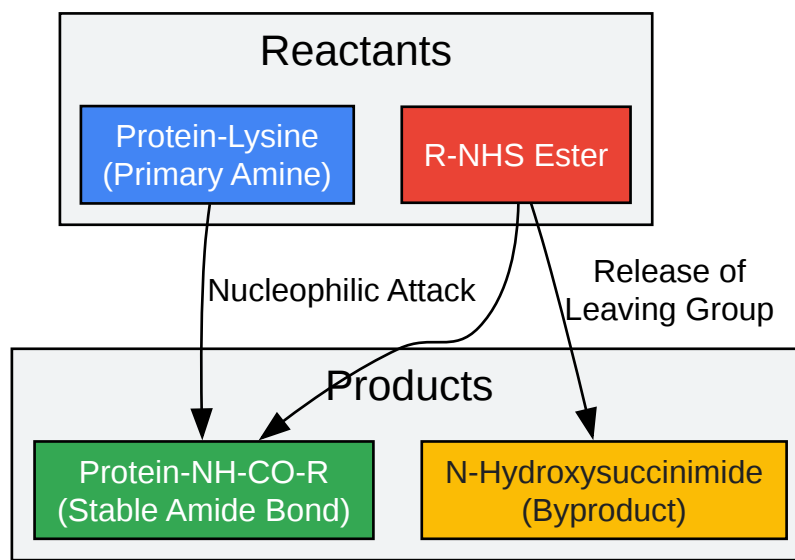 Reactants
Protein-Lysine
(Primary Amine)
R-NHS Ester
Nucleophilic Attack
Release of
Leaving Group
Products
Protein-NH-CO-R
(Stable Amide Bond)
N-Hydroxysuccinimide
(Byproduct)